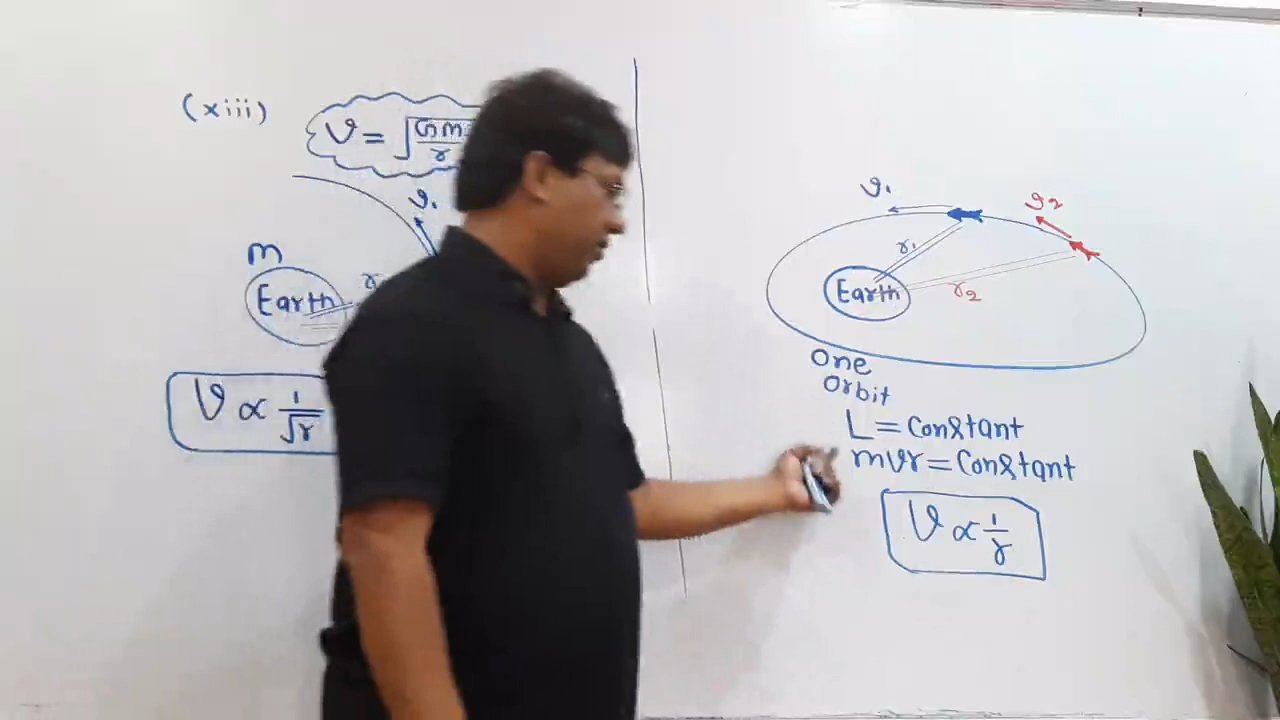 (xiii)
v = √Gm/r
v₁
m
Earth
r
v ∝ 1/√r
v₁
v₂
r₁
Earth
r₂
One
orbit
L = Constant
mvr = Constant
v ∝ 1/r